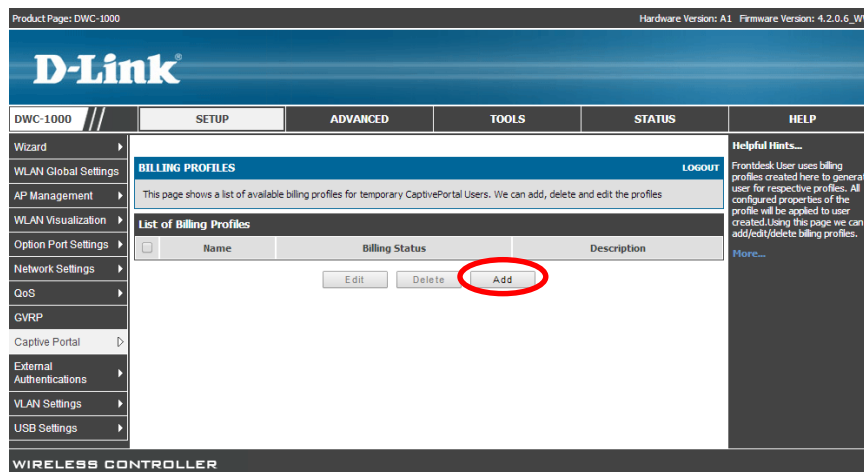 Product Page: DWC-1000
Hardware Version: A1 Firmware Version: 4.2.0.6_W
D-Link®
DWC-1000
SETUP
ADVANCED
TOOLS
STATUS
HELP
Wizard
WLAN Global Settings
AP Management
WLAN Visualization
Option Port Settings
Network Settings
QoS
GVRP
Captive Portal
External
Authentications
VLAN Settings
USB Settings
BILLING PROFILES
LOGOUT
This page shows a list of available billing profiles for temporary CaptivePortal Users. We can add, delete and edit the profiles
List of Billing Profiles
Name
Billing Status
Description
Edit
Delete
Add
Helpful Hints...
Frontdesk User uses billing
profiles created here to generat
user for respective profiles. All
configured properties of the
profile will be applied to user
created.Using this page we can
add/edit/delete billing profiles.
More...
WIRELESS CONTROLLER